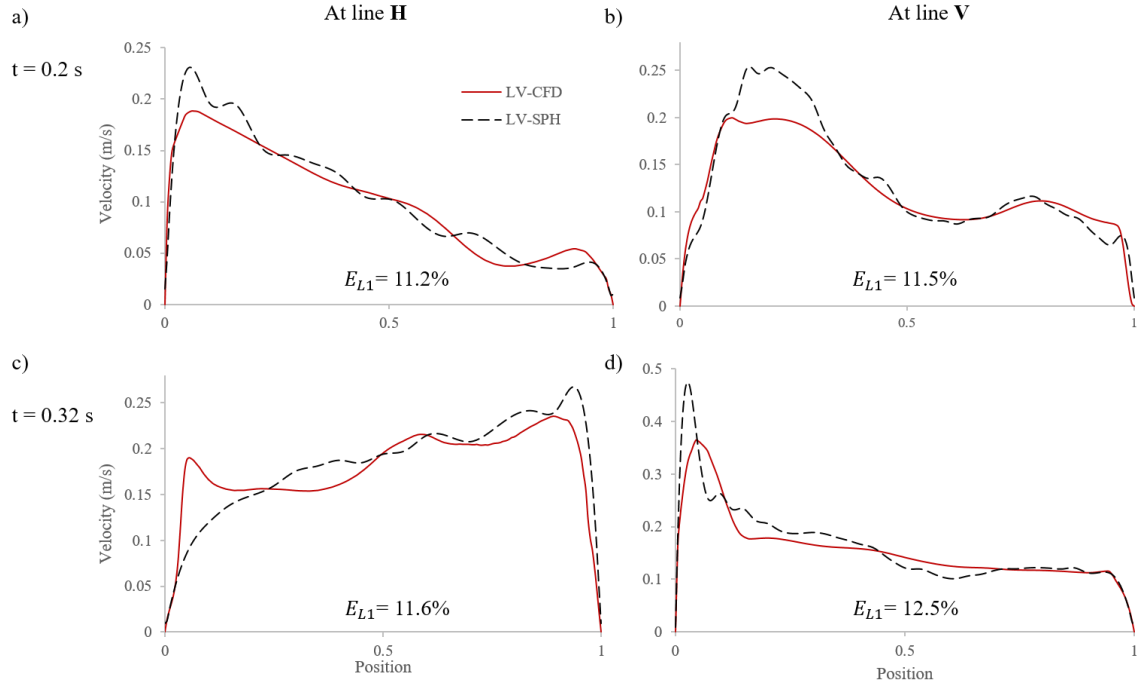 At line H
At line V
a)
b)
t = 0.2 s
Velocity (m/s)
0.25
0.2
0.15
0.1
0.05
0
0
0.5
1
LV-CFD
LV-SPH
E_L1= 11.2%
0.25
0.2
0.15
0.1
0.05
0
0
0.5
1
E_L1= 11.5%
c)
d)
t = 0.32 s
Velocity (m/s)
0.25
0.2
0.15
0.1
0.05
0
0
0.5
1
Position
E_L1= 11.6%
0.5
0.4
0.3
0.2
0.1
0
0
0.5
1
Position
E_L1= 12.5%